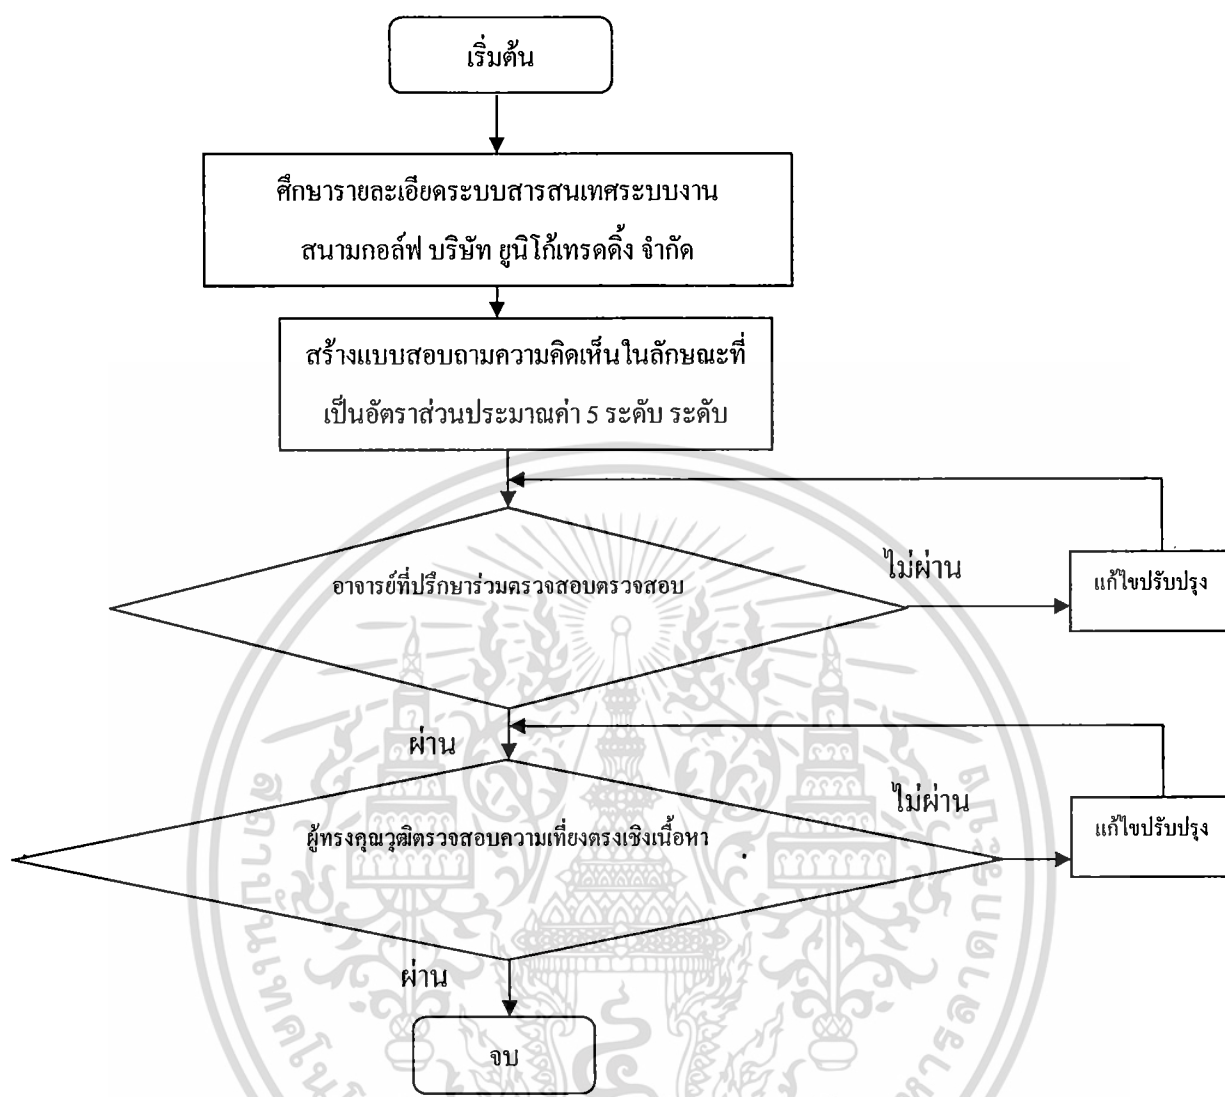 เริ่มต้น
ศึกษารายละเอียดระบบสารสนเทศระบบงาน
สนามกอล์ฟ บริษัท ยูนิโก้เทรดดิ้ง จำกัด
สร้างแบบสอบถามความคิดเห็นในลักษณะที่
เป็นอัตราส่วนประมาณค่า 5 ระดับ ระดับ
อาจารย์ที่ปรึกษาร่วมตรวจสอบตรวจสอบ
ไม่ผ่าน
แก้ไขปรับปรุง
ผ่าน
ผู้ทรงคุณวุฒิตรวจสอบความเที่ยงตรงเชิงเนื้อหา
ไม่ผ่าน
แก้ไขปรับปรุง
ผ่าน
จบ